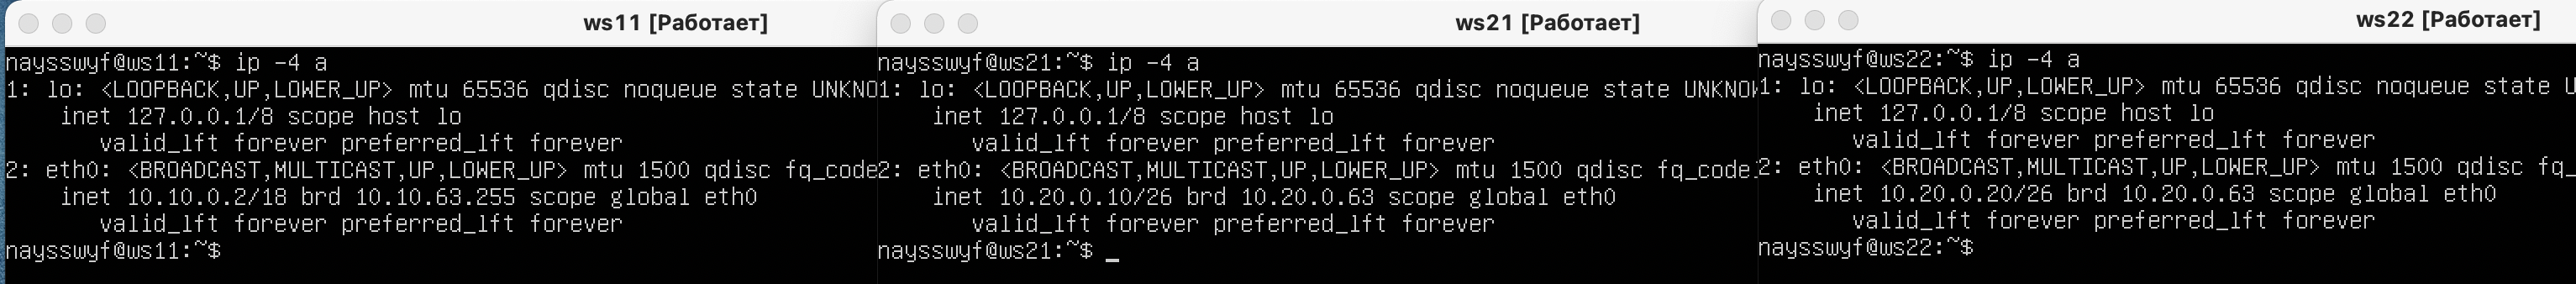 ws11 [Работает]
naysswyf@ws11:~$ ip -4 a
1: lo: <LOOPBACK,UP,LOWER_UP> mtu 65536 qdisc noqueue state UNKNO
inet 127.0.0.1/8 scope host lo
valid_lft forever preferred_lft forever
2: eth0: <BROADCAST,MULTICAST,UP,LOWER_UP> mtu 1500 qdisc fq_code
inet 10.10.0.2/18 brd 10.10.63.255 scope global eth0
valid_lft forever preferred_lft forever
naysswyf@ws11:~$
ws21 [Работает]
naysswyf@ws21:~$ ip -4 a
1: lo: <LOOPBACK,UP,LOWER_UP> mtu 65536 qdisc noqueue state UNKNO
inet 127.0.0.1/8 scope host lo
valid_lft forever preferred_lft forever
2: eth0: <BROADCAST,MULTICAST,UP,LOWER_UP> mtu 1500 qdisc fq_code
inet 10.20.0.10/26 brd 10.20.0.63 scope global eth0
valid_lft forever preferred_lft forever
naysswyf@ws21:~$ _
ws22 [Работает]
naysswyf@ws22:~$ ip -4 a
1: lo: <LOOPBACK,UP,LOWER_UP> mtu 65536 qdisc noqueue state U
inet 127.0.0.1/8 scope host lo
valid_lft forever preferred_lft forever
2: eth0: <BROADCAST,MULTICAST,UP,LOWER_UP> mtu 1500 qdisc fq_
inet 10.20.0.20/26 brd 10.20.0.63 scope global eth0
valid_lft forever preferred_lft forever
naysswyf@ws22:~$